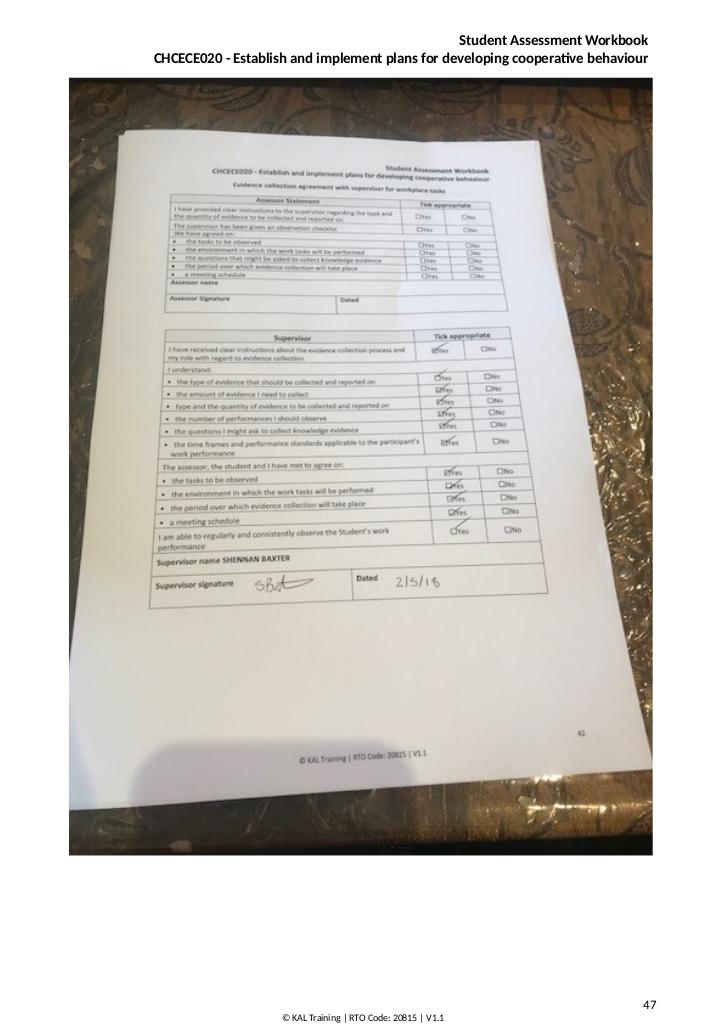 Student Assessment Workbook
CHCECE020 - Establish and implement plans for developing cooperative behaviour
Student Assessment Workbook
CHCECE020 - Establish and implement plans for developing cooperative behaviour
Evidence collection agreement with supervisor for workplace tasks
Assessor Statement Tick appropriate
I have provided clear instructions to the supervisor regarding the type and
the quantity of evidence to be collected and reported on. ☐Yes ☐No
The supervisor has been given an observation checklist ☐Yes ☐No
We have agreed on:
• the tasks to be observed ☐Yes ☐No
• the environment in which the work tasks will be performed ☐Yes ☐No
• the questions that might be asked to collect knowledge evidence ☐Yes ☐No
• the period over which evidence collection will take place ☐Yes ☐No
• a meeting schedule ☐Yes ☐No
Assessor name
Assessor Signature Dated
Supervisor Tick appropriate
I have received clear instructions about the evidence collection process and
my role with regard to evidence collection. ☑Yes ☐No
I understand:
• the type of evidence that should be collected and reported on ☑Yes ☐No
• the amount of evidence I need to collect ☑Yes ☐No
• type and the quantity of evidence to be collected and reported on ☑Yes ☐No
• the number of performances I should observe ☑Yes ☐No
• the questions I might ask to collect knowledge evidence ☑Yes ☐No
• the time frames and performance standards applicable to the participant's
work performance ☑Yes ☐No
The assessor, the student and I have met to agree on:
• the tasks to be observed ☑Yes ☐No
• the environment in which the work tasks will be performed ☑Yes ☐No
• the period over which evidence collection will take place ☑Yes ☐No
• a meeting schedule ☑Yes ☐No
I am able to regularly and consistently observe the Student's work
performance ☑Yes ☐No
Supervisor name SHENNAN BAXTER
Supervisor signature Dated 2/5/18
42
© KAL Training | RTO Code: 20815 | V1.1
47
© KAL Training | RTO Code: 20815 | V1.1